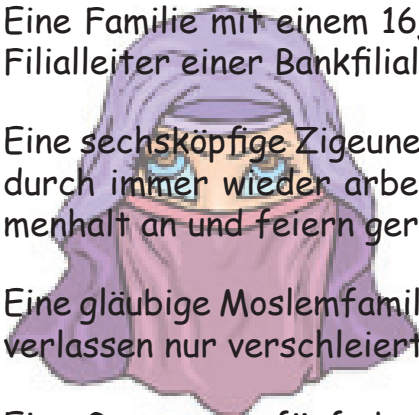 Eine Familie mit einem 16
Filialleiter einer Bankfilial
Eine sechsköpfige Zigeune
durch immer wieder arbe
menhalt an und feiern ger
Eine gläubige Moslemfamil
verlassen nur verschleiert